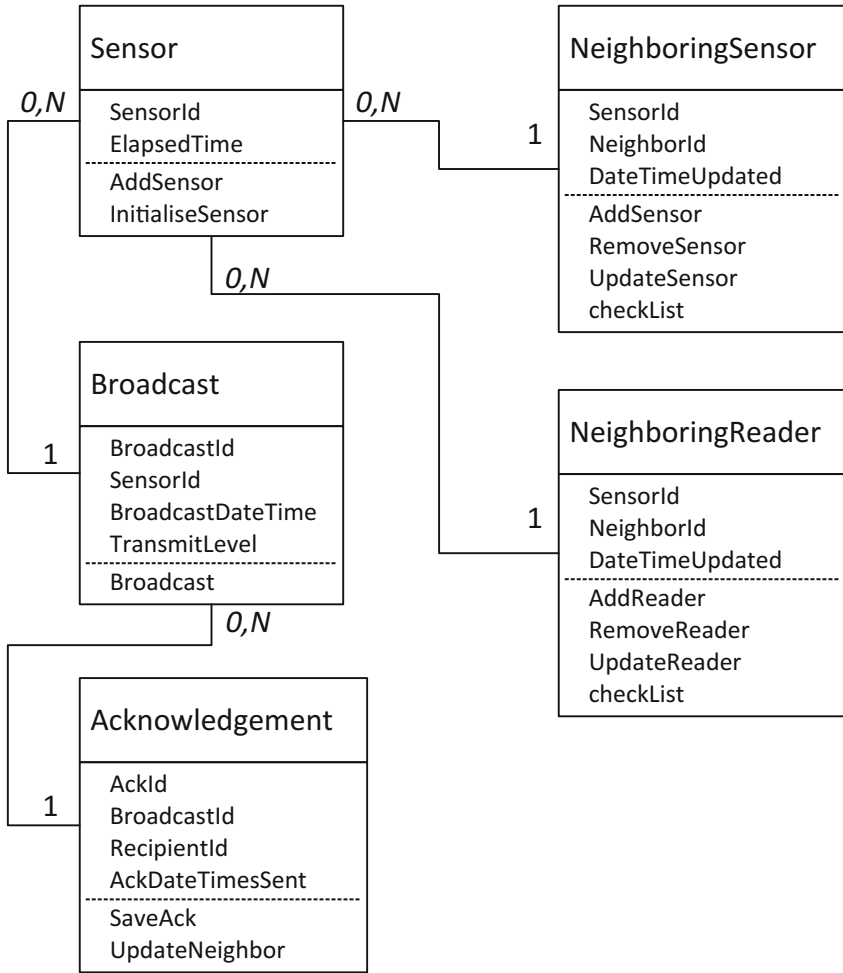 Sensor
SensorId
ElapsedTime
AddSensor
InitialiseSensor
0,N
0,N
0,N
NeighboringSensor
1
SensorId
NeighborId
DateTimeUpdated
AddSensor
RemoveSensor
UpdateSensor
checkList
Broadcast
1
BroadcastId
SensorId
BroadcastDateTime
TransmitLevel
Broadcast
0,N
NeighboringReader
1
SensorId
NeighborId
DateTimeUpdated
AddReader
RemoveReader
UpdateReader
checkList
Acknowledgement
1
AckId
BroadcastId
RecipientId
AckDateTimesSent
SaveAck
UpdateNeighbor